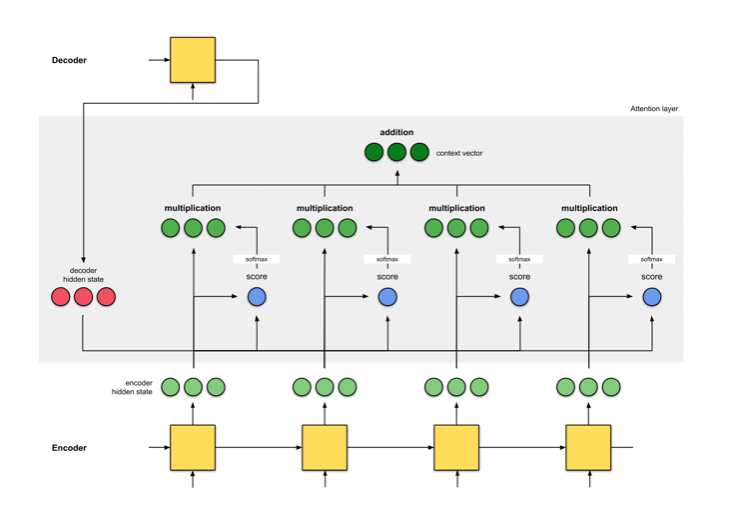 Decoder
Attention layer
addition
context vector
multiplication
multiplication
multiplication
multiplication
softmax
softmax
softmax
softmax
decoder
hidden state
score
score
score
score
encoder
hidden state
Encoder